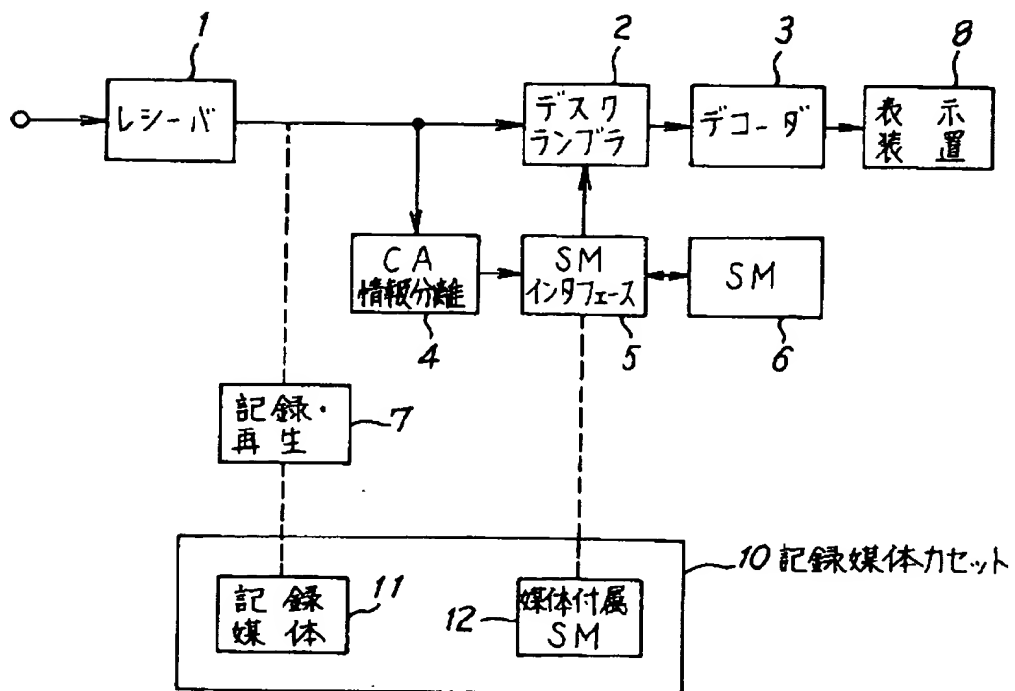 1
レシーバ
2
デスク
ランブラ
3
デコーダ
8
表示
装置
CA
情報分離
4
SM
インタフェース
5
SM
6
記録・
再生
7
10 記録媒体カセット
記録
媒体
11
12
媒体付属
SM